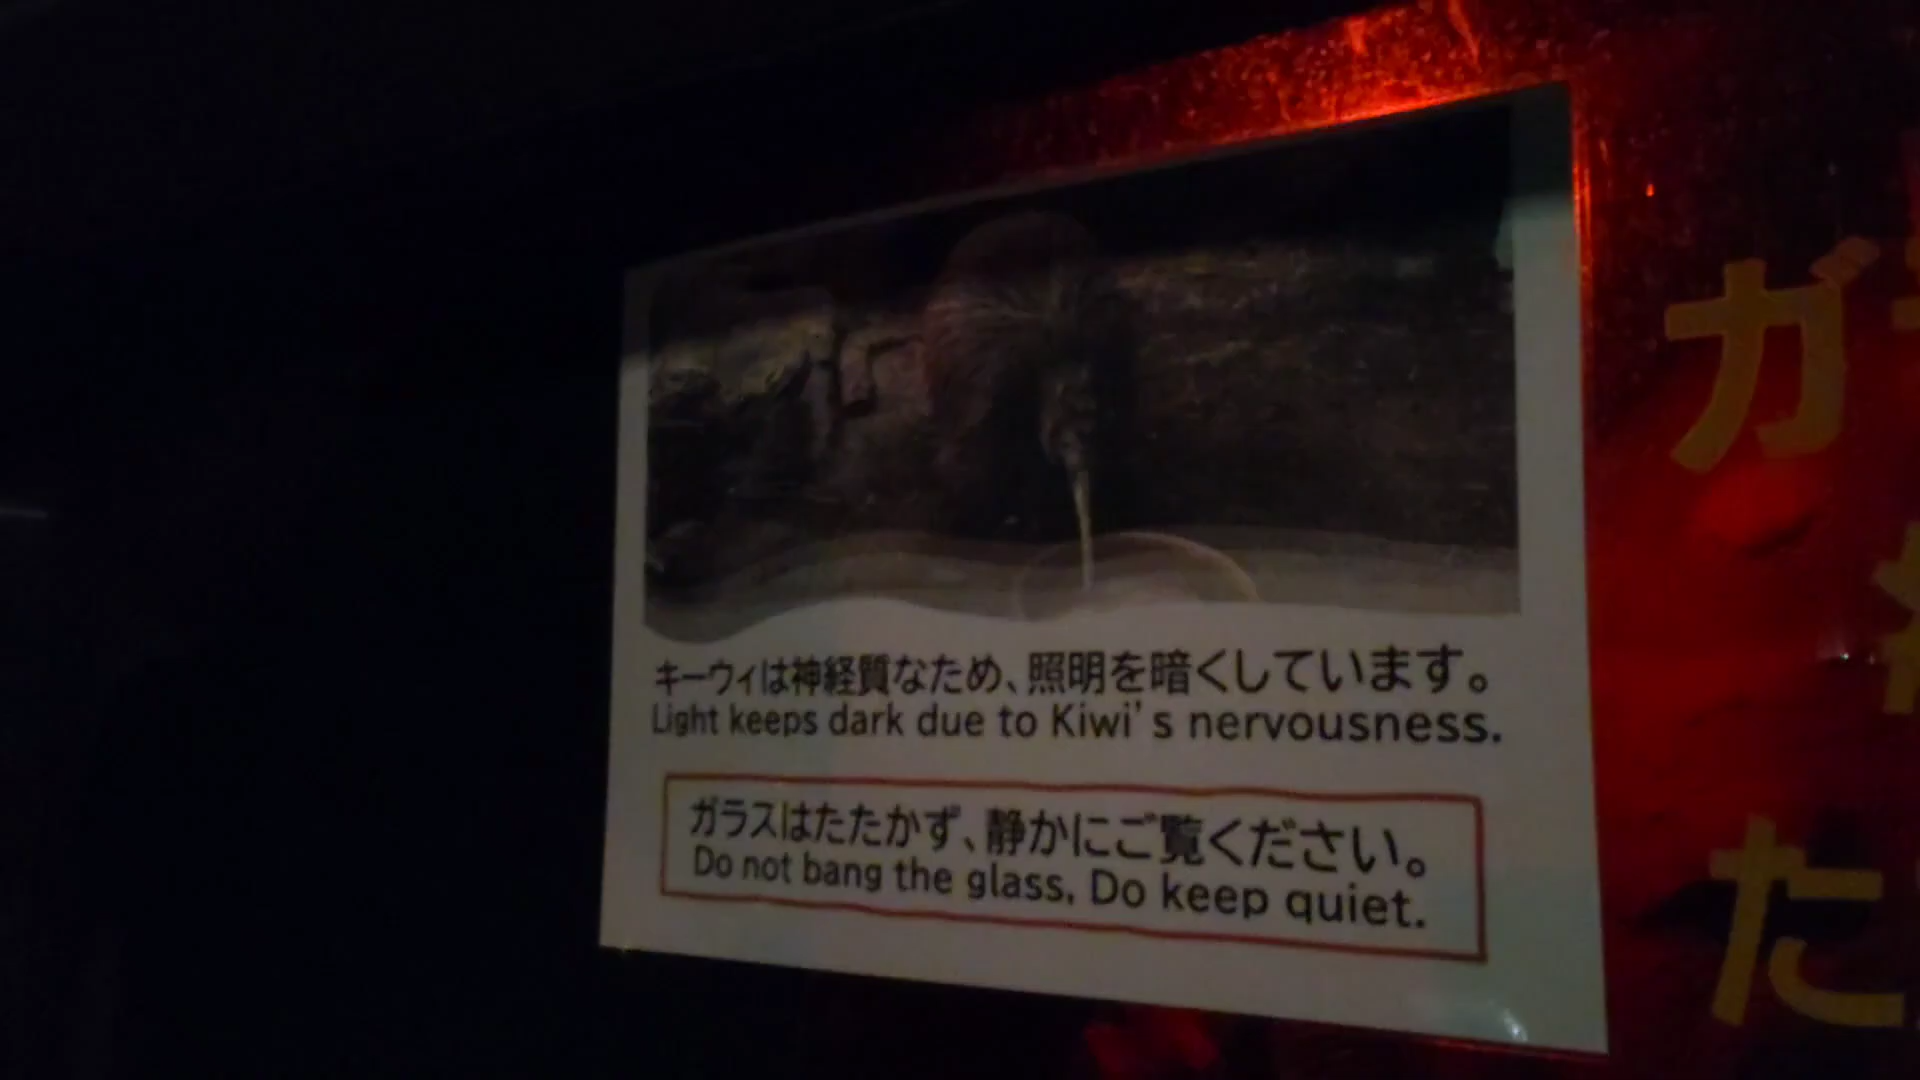 キーウィは神経質なため、照明を暗くしています。
Light keeps dark due to Kiwi's nervousness.
ガラスはたたかず、静かにご覧ください。
Do not bang the glass. Do keep quiet.
ガ
た